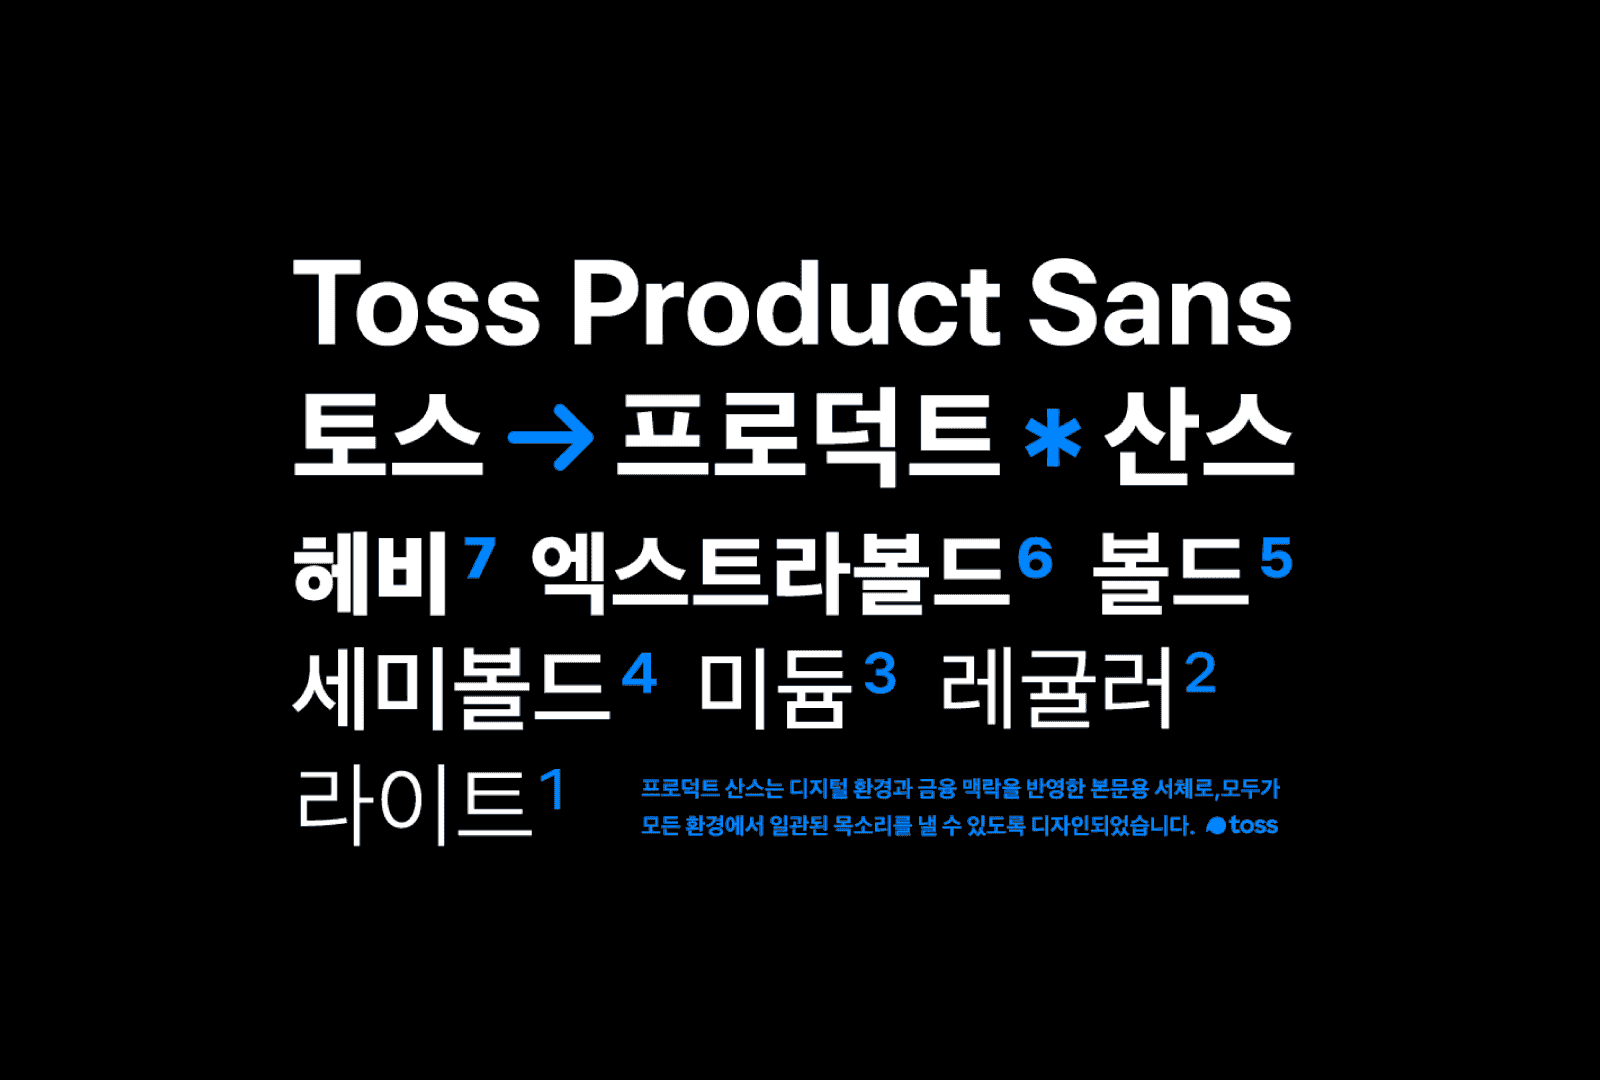 Toss Product Sans
토스 → 프로덕트 * 산스
헤비7 엑스트라볼드6 볼드5
세미볼드4 미듐3 레귤러2
라이트1
프로덕트 산스는 디지털 환경과 금융 맥락을 반영한 본문용 서체로,모두가
모든 환경에서 일관된 목소리를 낼 수 있도록 디자인되었습니다. toss